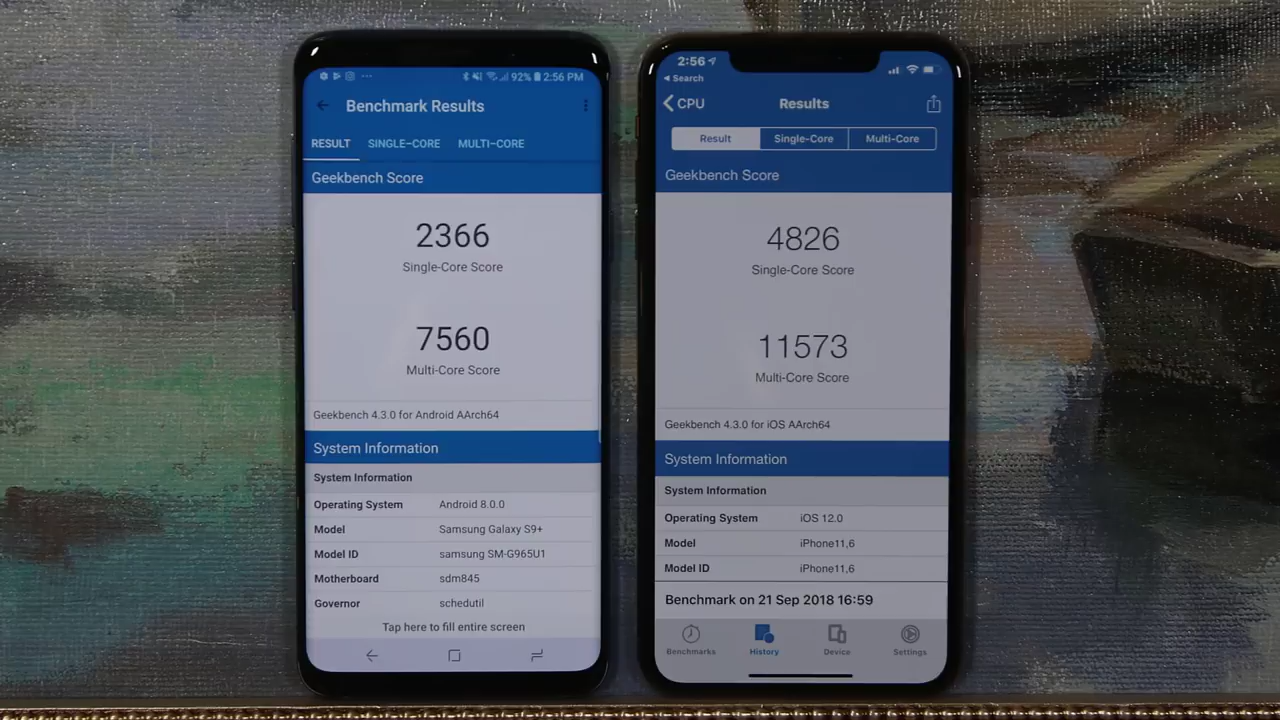 92% 2:56 PM
Benchmark Results
RESULT SINGLE-CORE MULTI-CORE
Geekbench Score
2366
Single-Core Score
7560
Multi-Core Score
Geekbench 4.3.0 for Android AArch64
System Information
System Information
Operating System Android 8.0.0
Model Samsung Galaxy S9+
Model ID samsung SM-G965U1
Motherboard sdm845
Governor schedutil
Tap here to fill entire screen
2:56
Search
CPU Results
Result Single-Core Multi-Core
Geekbench Score
4826
Single-Core Score
11573
Multi-Core Score
Geekbench 4.3.0 for iOS AArch64
System Information
System Information
Operating System iOS 12.0
Model iPhone11,6
Model ID iPhone11,6
Benchmark on 21 Sep 2018 16:59
Benchmarks History Device Settings